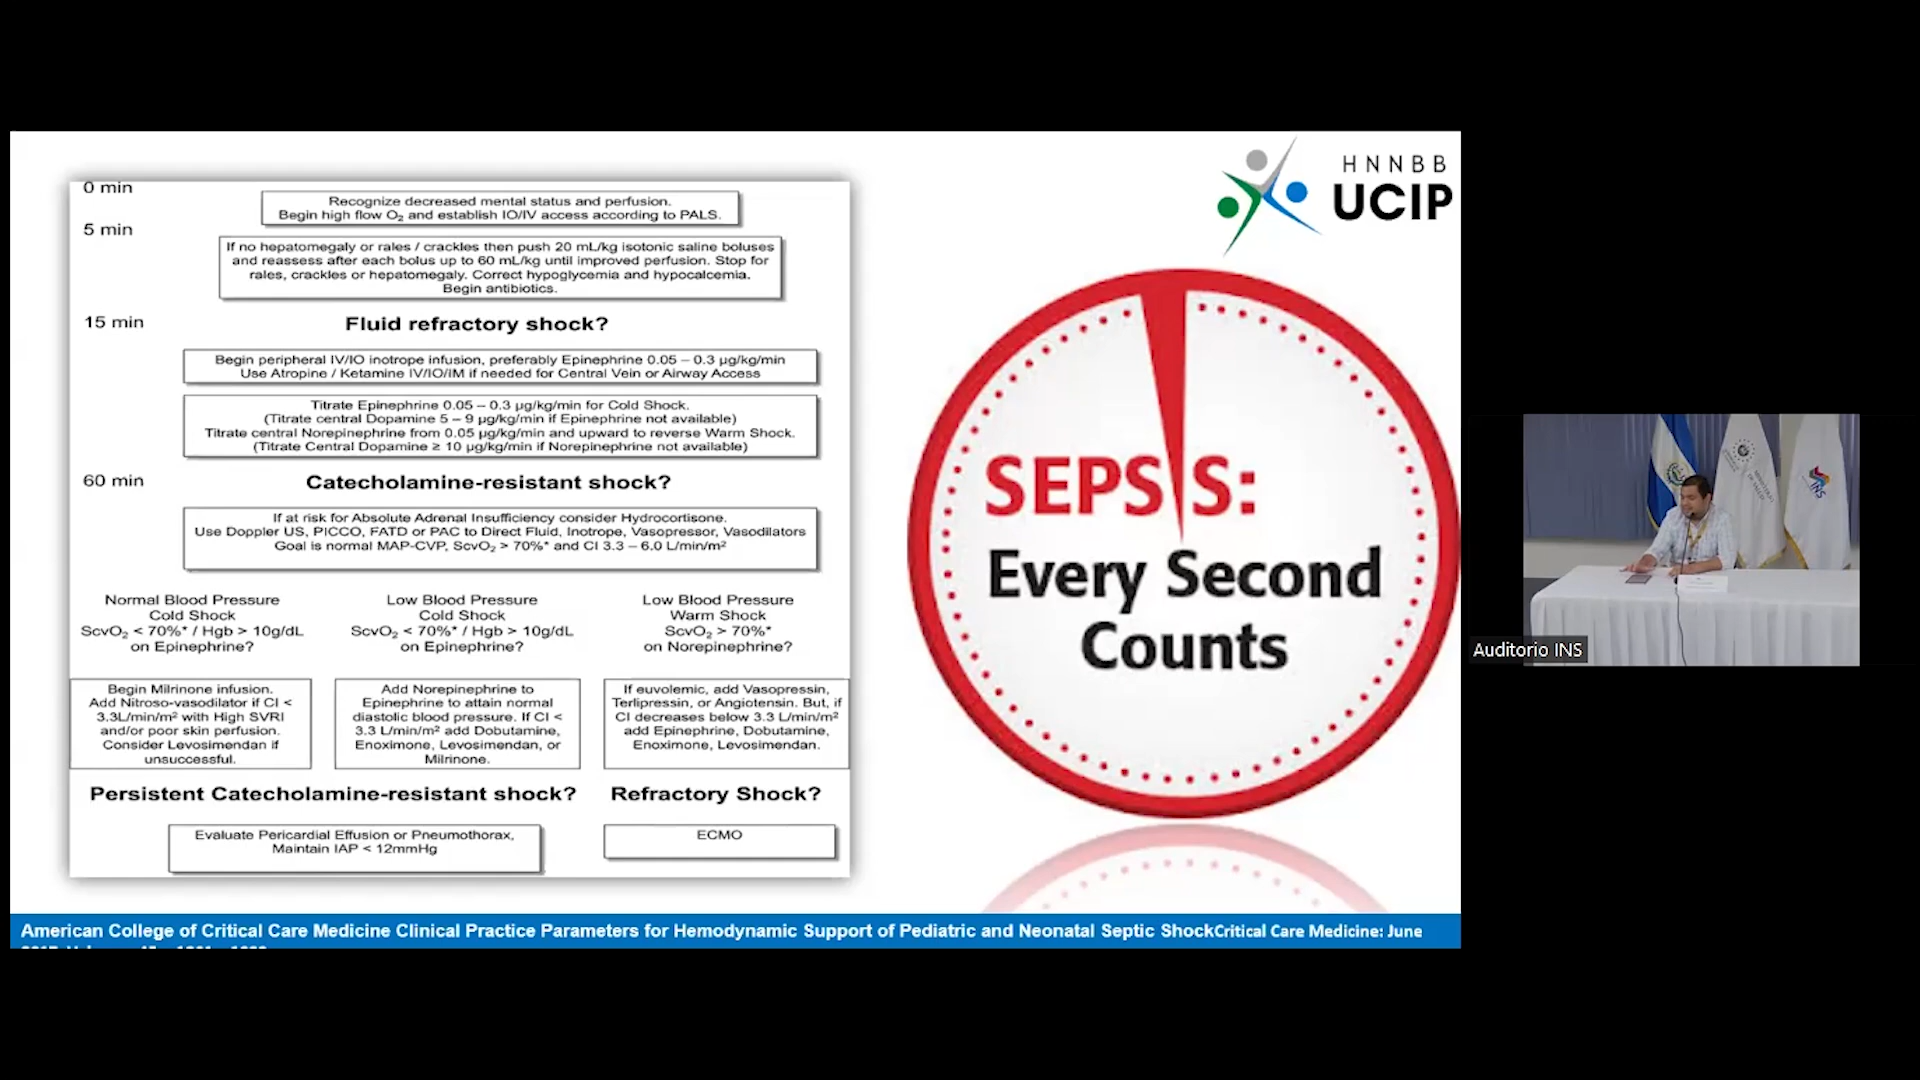 0 min
Recognize decreased mental status and perfusion.
Begin high flow O₂ and establish IO/IV access according to PALS.
5 min
If no hepatomegaly or rales / crackles then push 20 mL/kg isotonic saline boluses
and reassess after each bolus up to 60 mL/kg until improved perfusion. Stop for
rales, crackles or hepatomegaly. Correct hypoglycemia and hypocalcemia.
Begin antibiotics.
15 min
Fluid refractory shock?
Begin peripheral IV/IO inotrope infusion, preferably Epinephrine 0.05 – 0.3 µg/kg/min
Use Atropine / Ketamine IV/IO/IM if needed for Central Vein or Airway Access
Titrate Epinephrine 0.05 – 0.3 µg/kg/min for Cold Shock.
(Titrate central Dopamine 5 – 9 µg/kg/min if Epinephrine not available)
Titrate central Norepinephrine from 0.05 µg/kg/min and upward to reverse Warm Shock.
(Titrate Central Dopamine ≥ 10 µg/kg/min if Norepinephrine not available)
60 min
Catecholamine-resistant shock?
If at risk for Absolute Adrenal Insufficiency consider Hydrocortisone.
Use Doppler US, PICCO, FATD or PAC to Direct Fluid, Inotrope, Vasopressor, Vasodilators
Goal is normal MAP-CVP, ScvO₂ > 70%* and CI 3.3 – 6.0 L/min/m²
Normal Blood Pressure
Cold Shock
ScvO₂ < 70%* / Hgb > 10g/dL
on Epinephrine?
Low Blood Pressure
Cold Shock
ScvO₂ < 70%* / Hgb > 10g/dL
on Epinephrine?
Low Blood Pressure
Warm Shock
ScvO₂ > 70%*
on Norepinephrine?
Begin Milrinone infusion.
Add Nitroso-vasodilator if CI <
3.3L/min/m² with High SVRI
and/or poor skin perfusion.
Consider Levosimendan if
unsuccessful.
Add Norepinephrine to
Epinephrine to attain normal
diastolic blood pressure. If CI <
3.3 L/min/m² add Dobutamine,
Enoximone, Levosimendan, or
Milrinone.
If euvolemic, add Vasopressin,
Terlipressin, or Angiotensin. But, if
CI decreases below 3.3 L/min/m²
add Epinephrine, Dobutamine,
Enoximone, Levosimendan.
Persistent Catecholamine-resistant shock?
Refractory Shock?
Evaluate Pericardial Effusion or Pneumothorax,
Maintain IAP < 12mmHg
ECMO
HNNBB
UCIP
SEPSIS:
Every Second
Counts
American College of Critical Care Medicine Clinical Practice Parameters for Hemodynamic Support of Pediatric and Neonatal Septic ShockCritical Care Medicine: June
Auditorio INS
INS